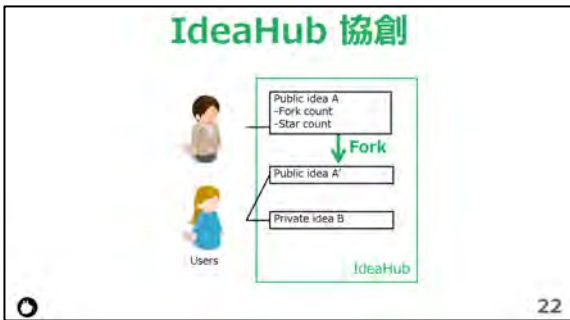 IdeaHub 協創
Public idea A
-Fork count
-Star count
Fork
Public idea A'
Private idea B
Users
IdeaHub
22